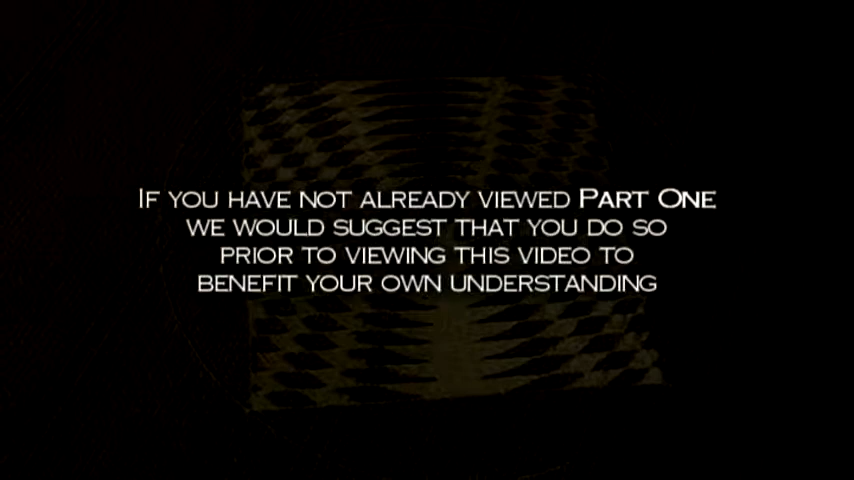 If you have not already viewed Part One
we would suggest that you do so
prior to viewing this video to
benefit your own understanding